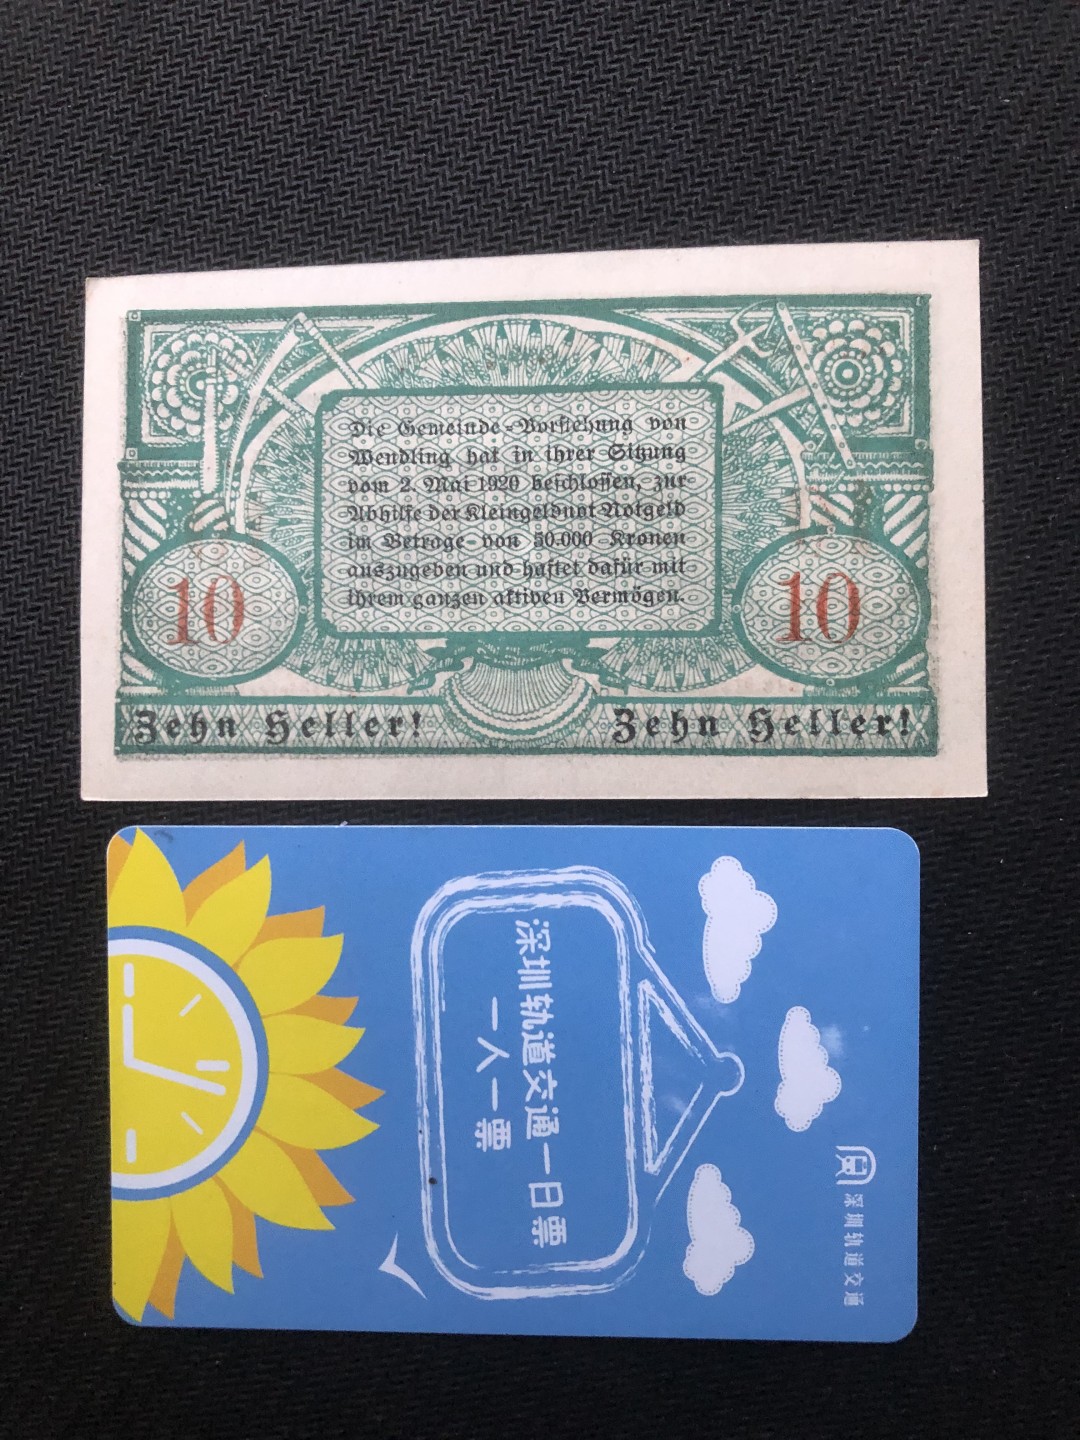 Die Gemeinde-Vorstehung von
Wendling hat in ihrer Sitzung
vom 2. Mai 1920 beschlossen, zur
Abhilfe der Kleingeldnot Notgeld
im Betrage von 50.000 Kronen
auszugeben und haftet dafür mit
ihrem ganzen aktiven Vermögen.
10
10
Zehn Heller!
Zehn Heller!
深圳轨道交通
深圳轨道交通一日票
一人一票